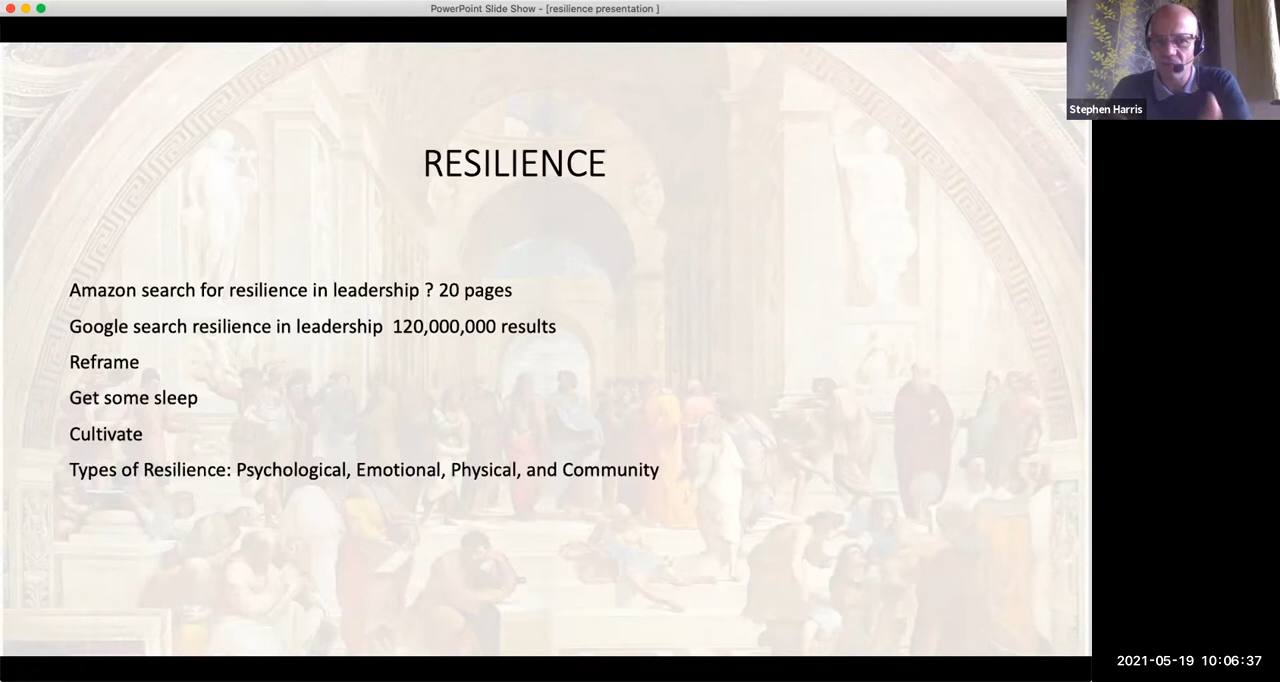 PowerPoint Slide Show - [resilience presentation ]
Stephen Harris
RESILIENCE
Amazon search for resilience in leadership ? 20 pages
Google search resilience in leadership 120,000,000 results
Reframe
Get some sleep
Cultivate
Types of Resilience: Psychological, Emotional, Physical, and Community
2021-05-19 10:06:37